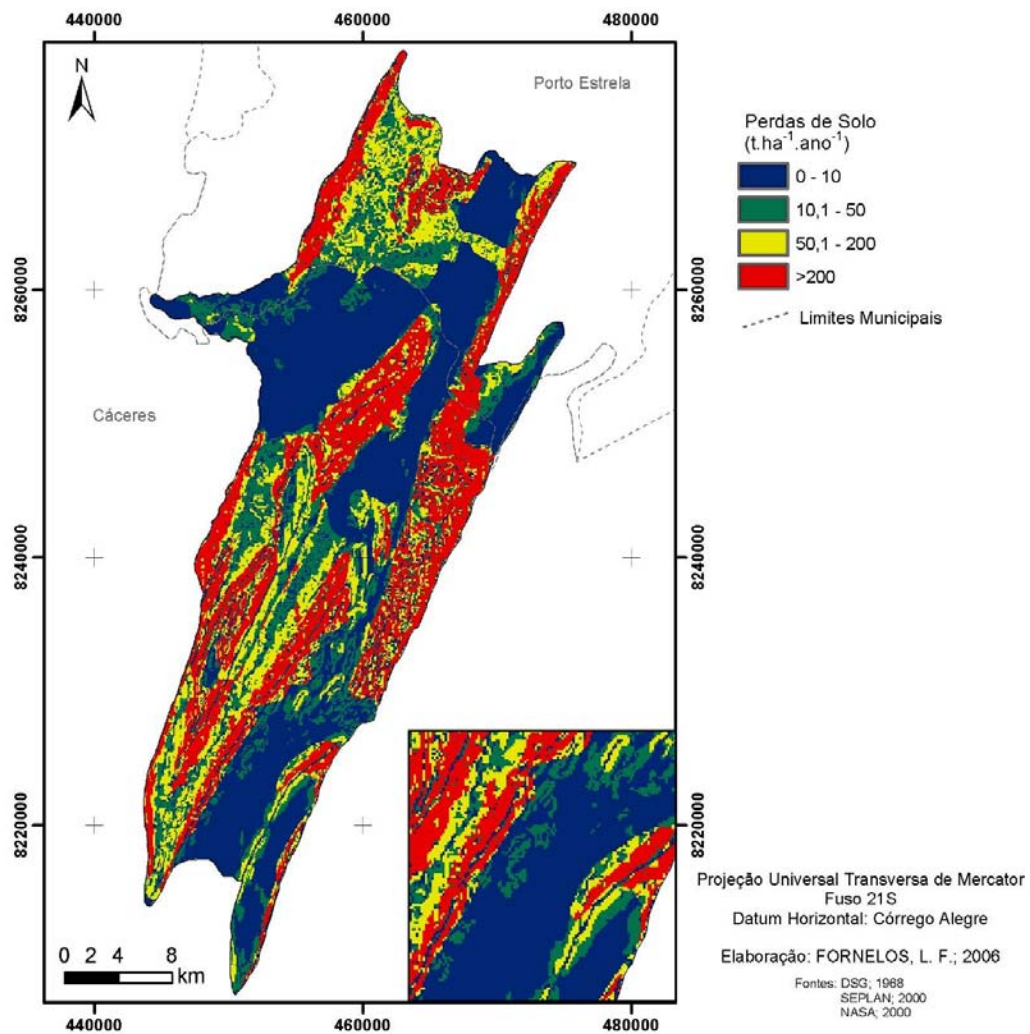 440000 460000 480000
N
Porto Estrela
Cáceres
8260000 8260000
8240000 8240000
8220000 8220000
0 2 4 8
km
440000 460000 480000
Perdas de Solo
(t.ha⁻¹.ano⁻¹)
0 - 10
10,1 - 50
50,1 - 200
>200
Limites Municipais
Projeção Universal Transversa de Mercator
Fuso 21S
Datum Horizontal: Córrego Alegre
Elaboração: FORNELOS, L. F.; 2006
Fontes: DSG; 1968
SEPLAN; 2000
NASA; 2000